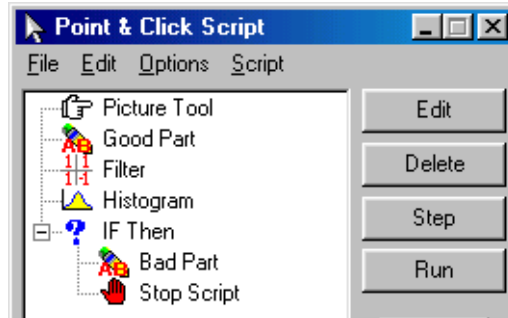 Point & Click Script
File Edit Options Script
Picture Tool
Good Part
Filter
Histogram
IF Then
Bad Part
Stop Script
Edit
Delete
Step
Run